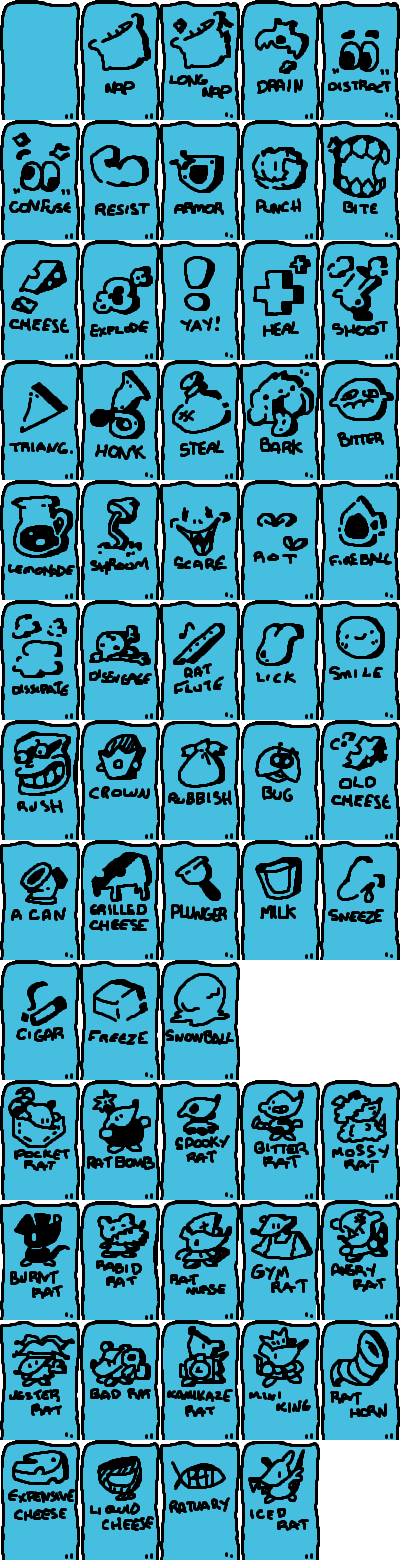 NAP
LONG
NAP
DRAIN
DISTRACT
CONFUSE
RESIST
ARMOR
PUNCH
BITE
CHEESE
EXPLODE
YAY!
HEAL
SHOOT
TRIANG.
HONK
STEAL
BARK
BITTER
LEMONADE
SHROOM
SCARE
ROT
FIREBALL
DISSIPATE
DISENGAGE
RAT
FLUTE
LICK
SMILE
RUSH
CROWN
RUBBISH
BUG
OLD
CHEESE
A CAN
GRILLED
CHEESE
PLUNGER
MILK
SNEEZE
CIGAR
FREEZE
SNOWBALL
POCKET
RAT
RAT BOMB
SPOOKY
RAT
BITTER
RAT
MOSSY
RAT
BURNT
RAT
RABID
RAT
RAT
NURSE
GYM
RAT
ANGRY
RAT
JESTER
RAT
BAD RAT
KAMIKAZE
RAT
MINI
KING
RAT
HORN
EXPENSIVE
CHEESE
LIQUID
CHEESE
RATUARY
ICED
RAT